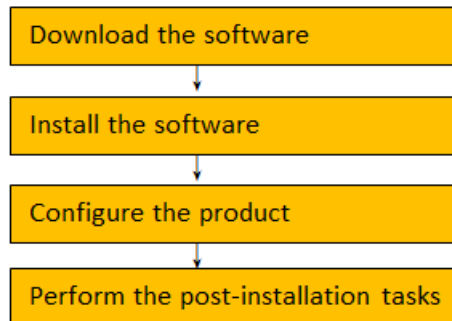 Download the software
Install the software
Configure the product
Perform the post-installation tasks